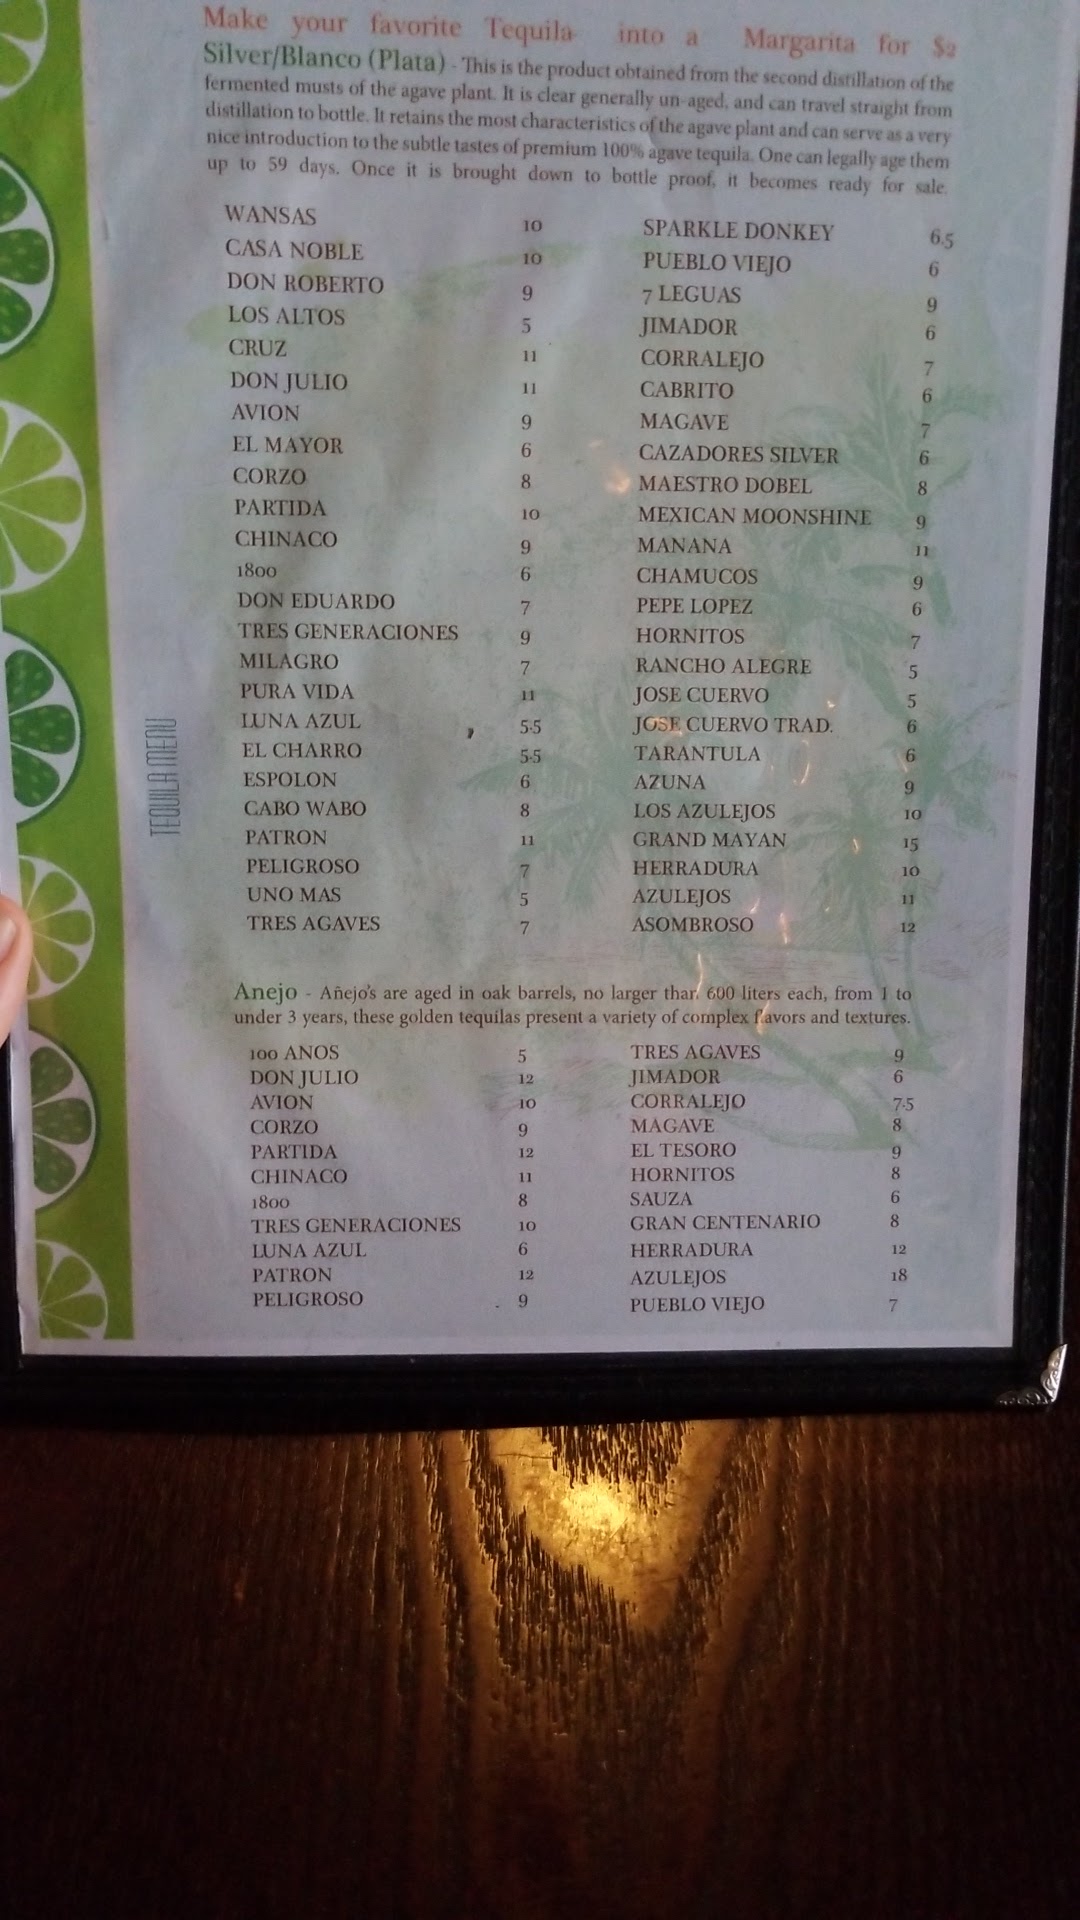 Make your favorite Tequila into a Margarita for $2
Silver/Blanco (Plata) - This is the product obtained from the second distillation of the
fermented musts of the agave plant. It is clear generally un-aged, and can travel straight from
distillation to bottle. It retains the most characteristics of the agave plant and can serve as a very
nice introduction to the subtle tastes of premium 100% agave tequila. One can legally age them
up to 59 days. Once it is brought down to bottle proof, it becomes ready for sale.
WANSAS 10
CASA NOBLE 10
DON ROBERTO 9
LOS ALTOS 5
CRUZ 11
DON JULIO 11
AVION 9
EL MAYOR 6
CORZO 8
PARTIDA 10
CHINACO 9
1800 6
DON EDUARDO 7
TRES GENERACIONES 9
MILAGRO 7
PURA VIDA 11
LUNA AZUL 5.5
EL CHARRO 5.5
ESPOLON 6
CABO WABO 8
PATRON 11
PELIGROSO 7
UNO MAS 5
TRES AGAVES 7
SPARKLE DONKEY 6.5
PUEBLO VIEJO 6
7 LEGUAS 9
JIMADOR 6
CORRALEJO 7
CABRITO 6
MAGAVE 7
CAZADORES SILVER 6
MAESTRO DOBEL 8
MEXICAN MOONSHINE 9
MANANA 11
CHAMUCOS 9
PEPE LOPEZ 6
HORNITOS 7
RANCHO ALEGRE 5
JOSE CUERVO 5
JOSE CUERVO TRAD. 6
TARANTULA 6
AZUNA 9
LOS AZULEJOS 10
GRAND MAYAN 15
HERRADURA 10
AZULEJOS 11
ASOMBROSO 12
TEQUILA MENU
Anejo - Añejo's are aged in oak barrels, no larger than 600 liters each, from 1 to
under 3 years, these golden tequilas present a variety of complex flavors and textures.
100 ANOS 5
DON JULIO 12
AVION 10
CORZO 9
PARTIDA 12
CHINACO 11
1800 8
TRES GENERACIONES 10
LUNA AZUL 6
PATRON 12
PELIGROSO 9
TRES AGAVES 9
JIMADOR 6
CORRALEJO 7.5
MAGAVE 8
EL TESORO 9
HORNITOS 8
SAUZA 6
GRAN CENTENARIO 8
HERRADURA 12
AZULEJOS 18
PUEBLO VIEJO 7